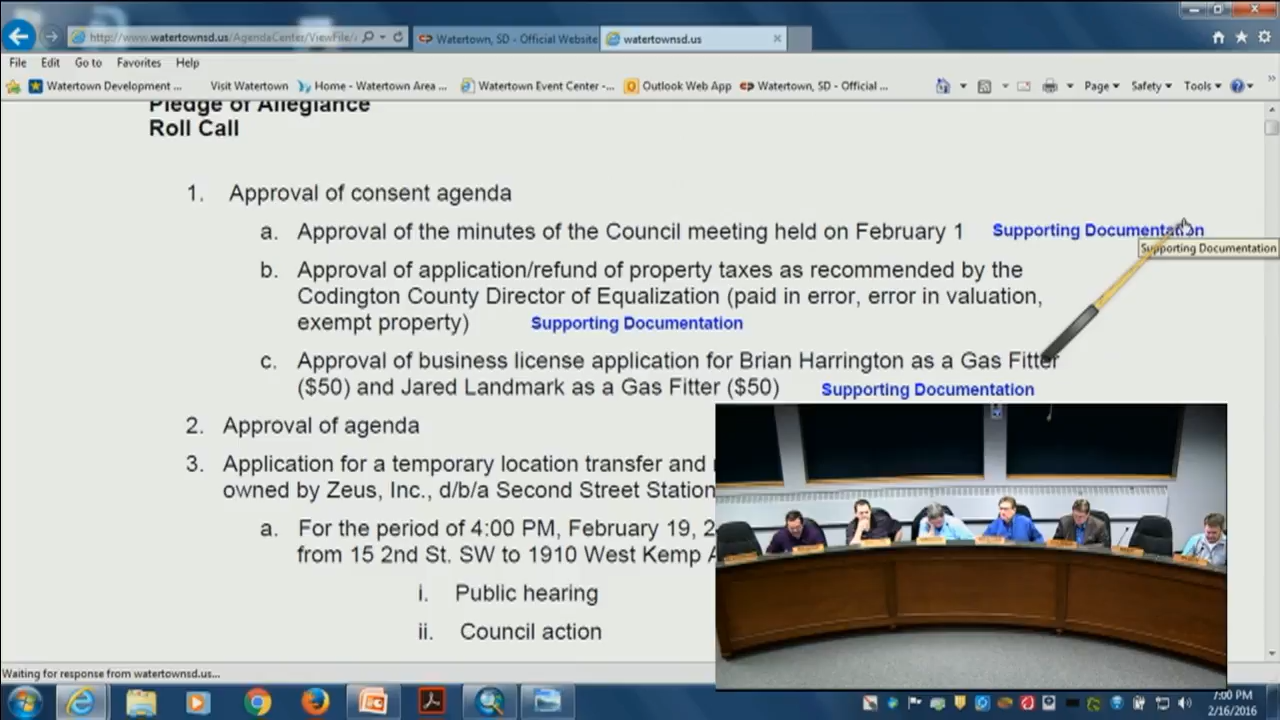 http://www.watertownsd.us/AgendaCenter/ViewFile/
Watertown, SD - Official Website
watertownsd.us
File Edit Go to Favorites Help
Watertown Development ... Visit Watertown Home - Watertown Area ... Watertown Event Center -... Outlook Web App Watertown, SD - Official ... Page Safety Tools
Pledge of Allegiance
Roll Call
1. Approval of consent agenda
a. Approval of the minutes of the Council meeting held on February 1 Supporting Documentation
Supporting Documentation
b. Approval of application/refund of property taxes as recommended by the
Codington County Director of Equalization (paid in error, error in valuation,
exempt property) Supporting Documentation
c. Approval of business license application for Brian Harrington as a Gas Fitter
($50) and Jared Landmark as a Gas Fitter ($50) Supporting Documentation
2. Approval of agenda
3. Application for a temporary location transfer and
owned by Zeus, Inc., d/b/a Second Street Station
a. For the period of 4:00 PM, February 19, 2
from 15 2nd St. SW to 1910 West Kemp A
i. Public hearing
ii. Council action
Waiting for response from watertownsd.us...
7:00 PM
2/16/2016